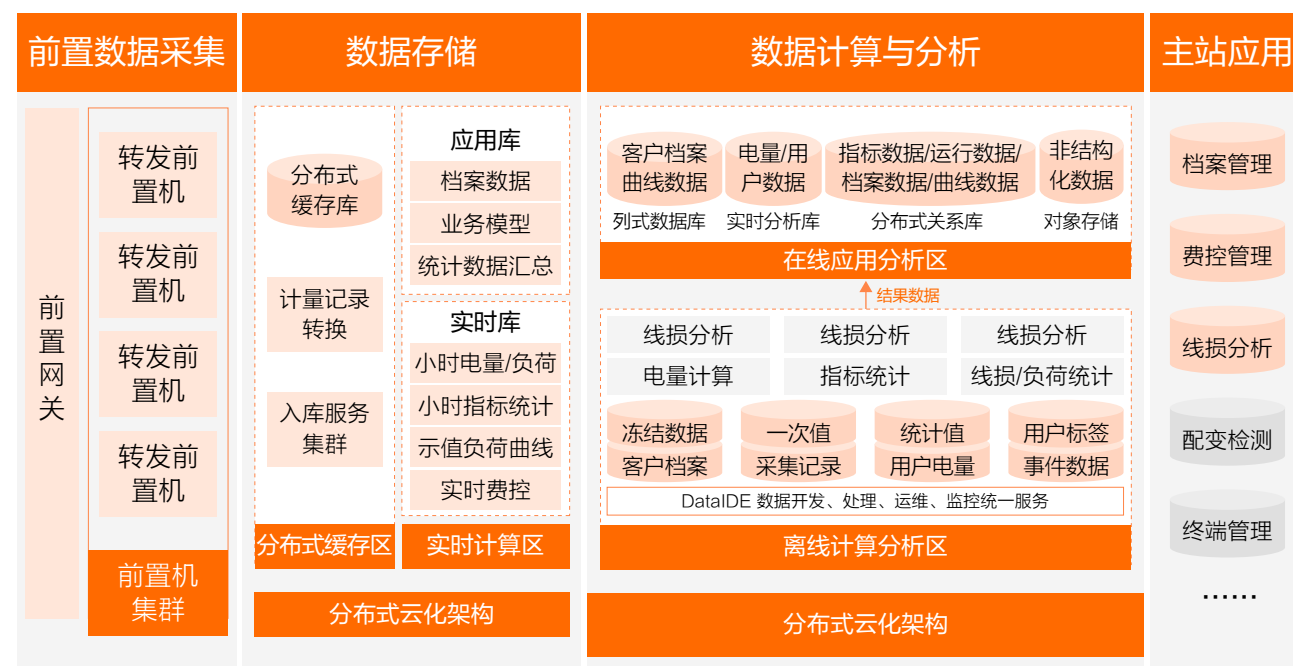 前置数据采集
前置网关
转发前
置机
转发前
置机
转发前
置机
转发前
置机
前置机
集群
数据存储
分布式
缓存库
计量记录
转换
入库服务
集群
分布式缓存区
应用库
档案数据
业务模型
统计数据汇总
实时库
小时电量/负荷
小时指标统计
示值负荷曲线
实时费控
实时计算区
分布式云化架构
数据计算与分析
客户档案
曲线数据
列式数据库
电量/用
户数据
实时分析库
指标数据/运行数据/
档案数据/曲线数据
分布式关系库
非结构
化数据
对象存储
在线应用分析区
结果数据
线损分析
线损分析
线损分析
电量计算
指标统计
线损/负荷统计
冻结数据
一次值
统计值
用户标签
客户档案
采集记录
用户电量
事件数据
DataIDE 数据开发、处理、运维、监控统一服务
离线计算分析区
分布式云化架构
主站应用
档案管理
费控管理
线损分析
配变检测
终端管理
……